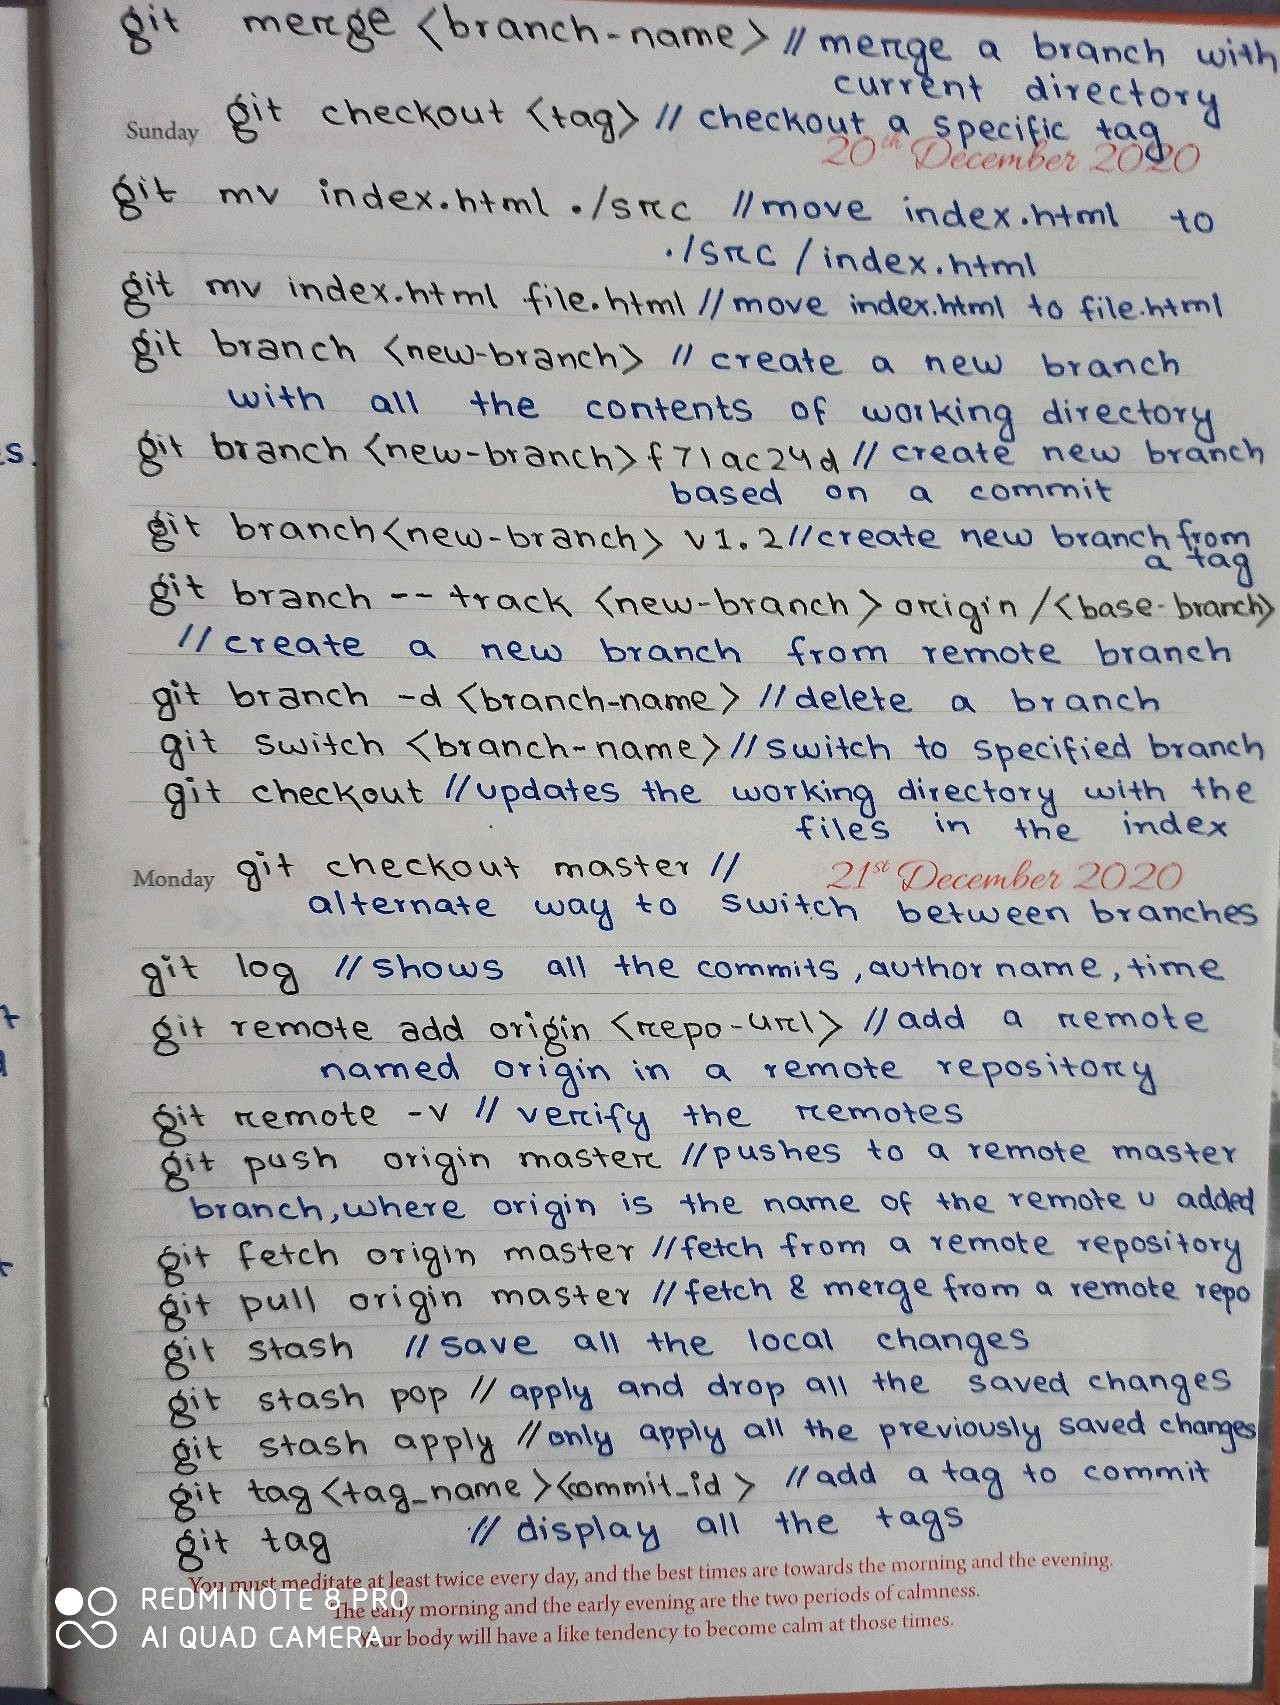 git merge <branch-name> // merge a branch with
current directory
Sunday git checkout <tag> // checkout a specific tag
20th December 2020
git mv index.html ./src // move index.html to
./src/index.html
git mv index.html file.html // move index.html to file.html
git branch <new-branch> // create a new branch
with all the contents of working directory
s.
git branch <new-branch> f71ac24d // create new branch
based on a commit
git branch <new-branch> v1.2 // create new branch from
a tag
git branch -- track <new-branch> origin/<base-branch>
// create a new branch from remote branch
git branch -d <branch-name> // delete a branch
git switch <branch-name> // switch to specified branch
git checkout // updates the working directory with the
files in the index
Monday git checkout master //
21st December 2020
alternate way to switch between branches
git log // shows all the commits, author name, time
git remote add origin <repo-url> // add a remote
named origin in a remote repository
git remote -v // verify the remotes
git push origin master // pushes to a remote master
branch, where origin is the name of the remote u added
git fetch origin master // fetch from a remote repository
git pull origin master // fetch & merge from a remote repo
git stash // save all the local changes
git stash pop // apply and drop all the saved changes
git stash apply // only apply all the previously saved changes
git tag <tag_name> <commit_id> // add a tag to commit
git tag // display all the tags
You must meditate at least twice every day, and the best times are towards the morning and the evening.
The early morning and the early evening are the two periods of calmness.
Your body will have a like tendency to become calm at those times.
REDMI NOTE 8 PRO
AI QUAD CAMERA